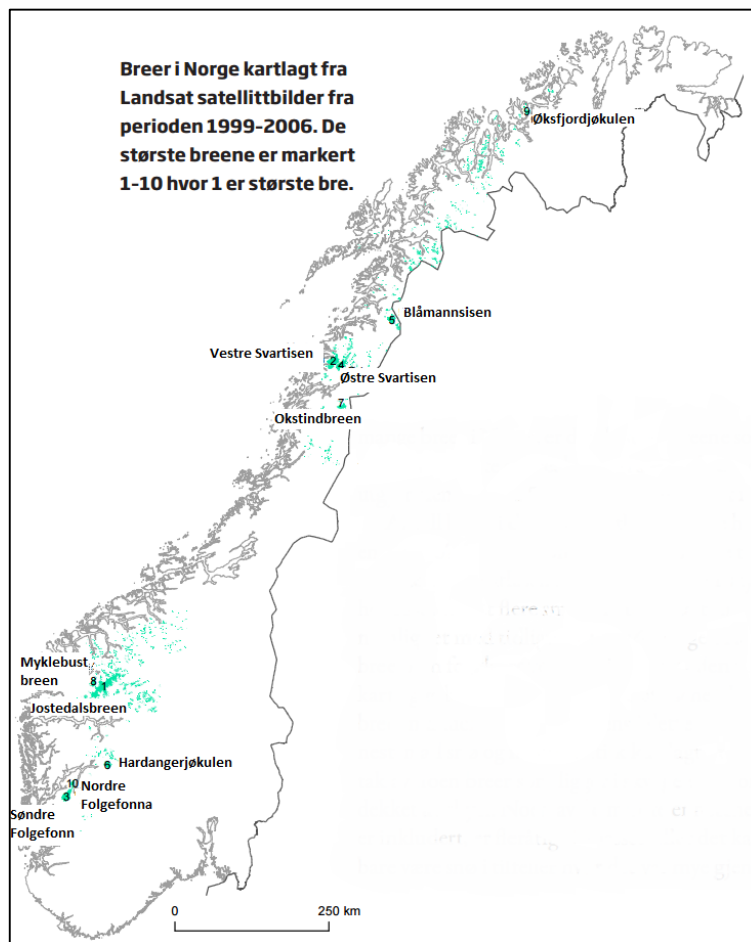 Breer i Norge kartlagt fra
Landsat satellittbilder fra
perioden 1999-2006. De
største breene er markert
1-10 hvor 1 er største bre.
9
Øksfjordjøkulen
5
Blåmannsisen
Vestre Svartisen
2
4
Østre Svartisen
7
Okstindbreen
Myklebust
breen
8
1
Jostedalsbreen
6
Hardangerjøkulen
10
Nordre
Folgefonna
3
Søndre
Folgefonn
0
250 km